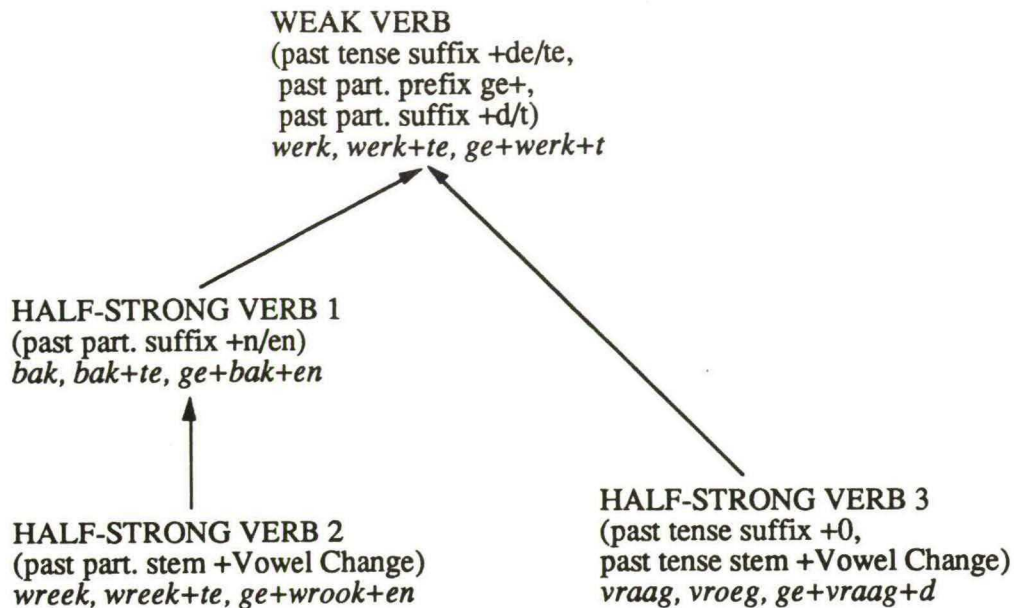 WEAK VERB
(past tense suffix +de/te,
past part. prefix ge+,
past part. suffix +d/t)
werk, werk+te, ge+werk+t
HALF-STRONG VERB 1
(past part. suffix +n/en)
bak, bak+te, ge+bak+en
HALF-STRONG VERB 2
(past part. stem +Vowel Change)
wreek, wreek+te, ge+wrook+en
HALF-STRONG VERB 3
(past tense suffix +0,
past tense stem +Vowel Change)
vraag, vroeg, ge+vraag+d